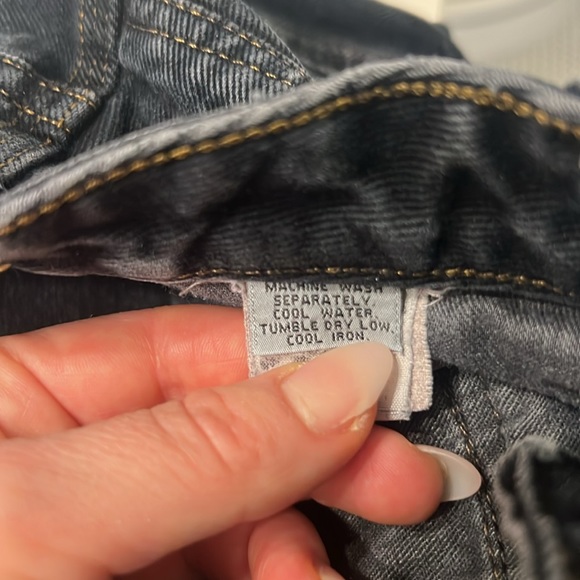 MACHINE WASH
SEPARATELY.
COOL WATER.
TUMBLE DRY LOW.
COOL IRON.